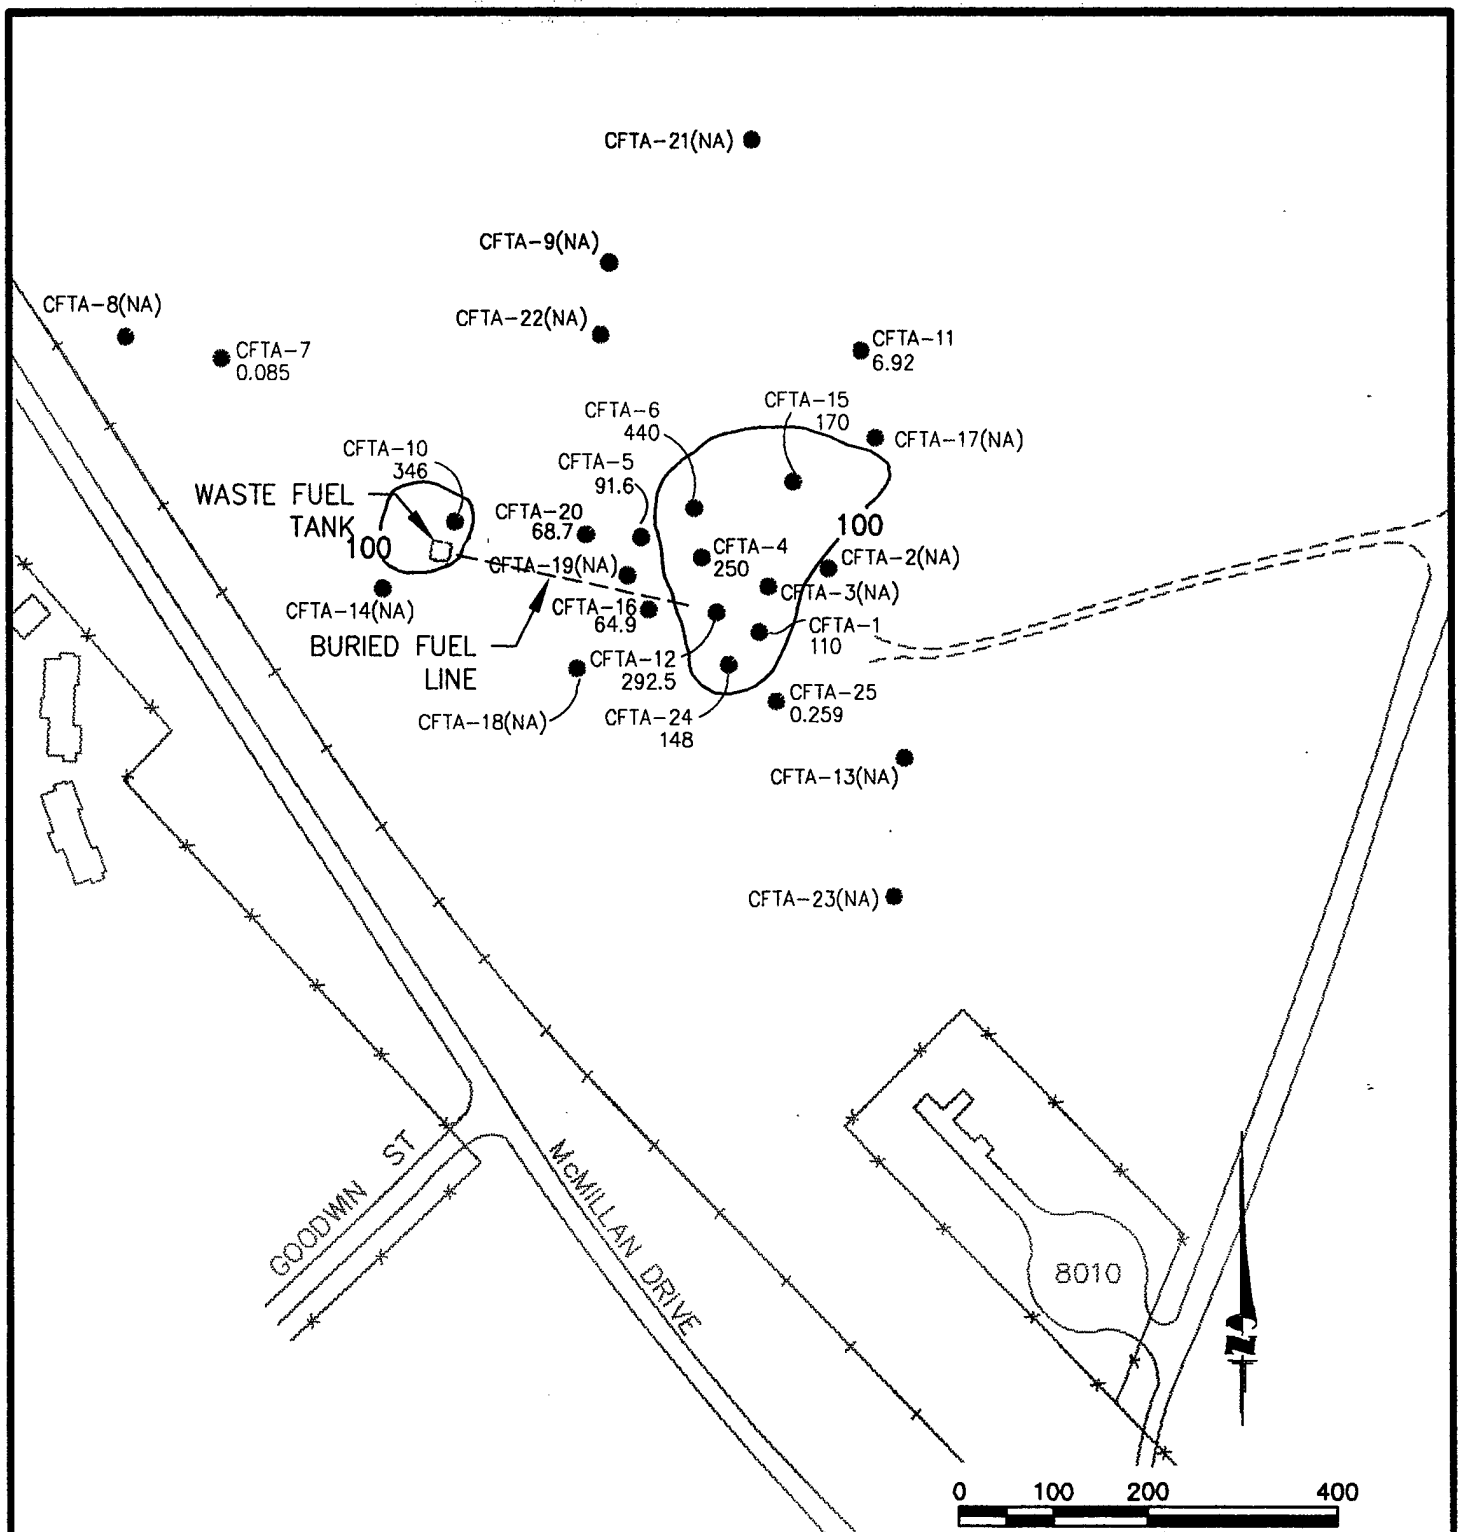 CFTA-21(NA)
CFTA-9(NA)
CFTA-8(NA)
CFTA-22(NA)
CFTA-7
0.085
CFTA-11
6.92
CFTA-15
170
CFTA-6
440
CFTA-17(NA)
CFTA-10
346
CFTA-5
91.6
WASTE FUEL
TANK
100
CFTA-20
68.7
100
CFTA-4
250
CFTA-2(NA)
CFTA-19(NA)
CFTA-3(NA)
CFTA-14(NA)
CFTA-16
64.9
CFTA-1
110
BURIED FUEL
LINE
CFTA-12
292.5
CFTA-25
0.259
CFTA-18(NA)
CFTA-24
148
CFTA-13(NA)
CFTA-23(NA)
GOODWIN ST
McMILLAN DRIVE
8010
n
0 100 200 400